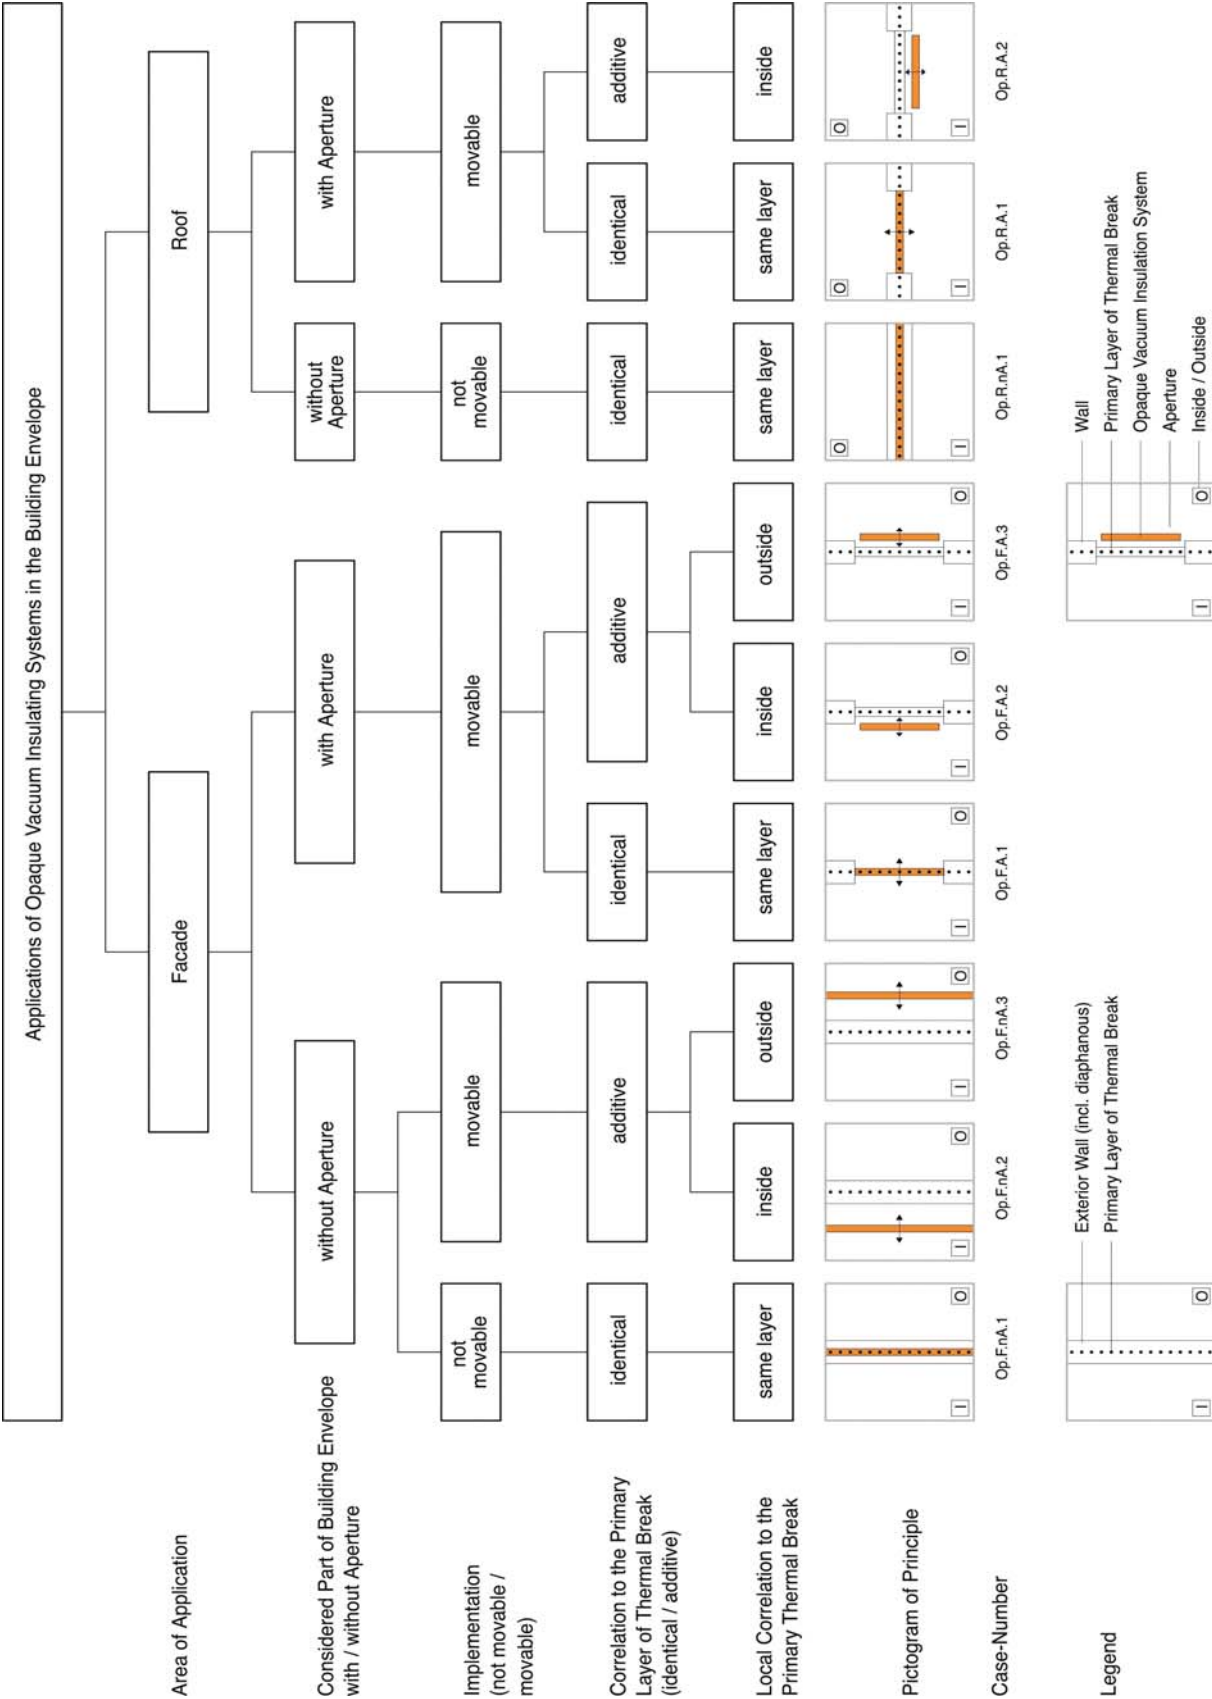 Applications of Opaque Vacuum Insulating Systems in the Building Envelope
Area of Application
Facade
Roof
Considered Part of Building Envelope
with / without Aperture
without Aperture
with Aperture
without
Aperture
with Aperture
Implementation
(not movable /
movable)
not
movable
movable
movable
not
movable
movable
Correlation to the Primary
Layer of Thermal Break
(identical / additive)
identical
additive
identical
additive
identical
identical
additive
Local Correlation to the
Primary Thermal Break
same layer
inside
outside
same layer
inside
outside
same layer
same layer
inside
Pictogram of Principle
I O
I O
I O
I O
I O
I O
O
I
O
I
O
I
Case-Number
Op.F.nA.1
Op.F.nA.2
Op.F.nA.3
Op.F.A.1
Op.F.A.2
Op.F.A.3
Op.R.nA.1
Op.R.A.1
Op.R.A.2
Legend
I O
Exterior Wall (incl. diaphanous)
Primary Layer of Thermal Break
I O
Wall
Primary Layer of Thermal Break
Opaque Vacuum Insulation System
Aperture
Inside / Outside